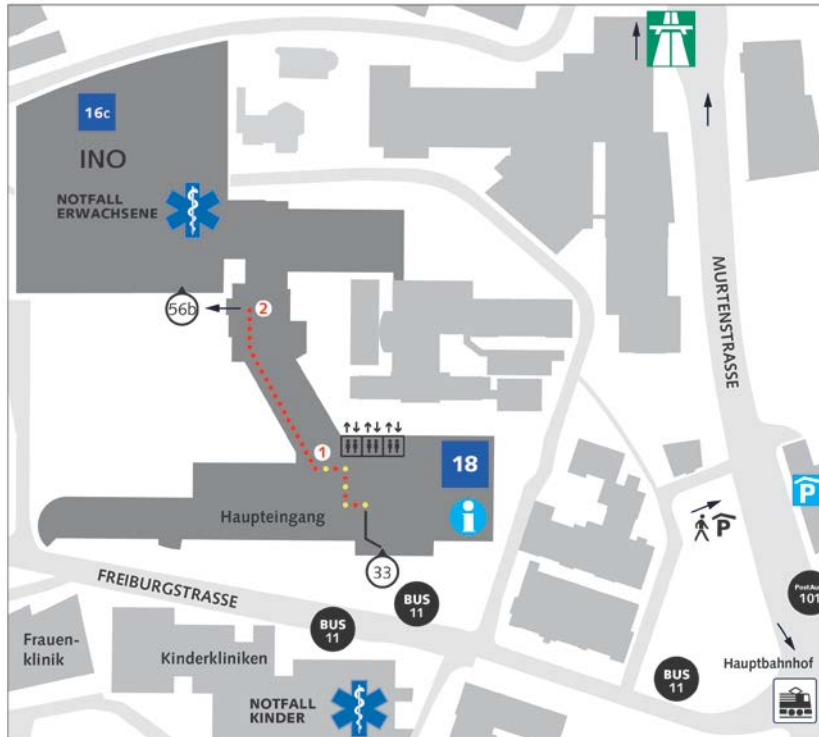 16c
INO
NOTFALL
ERWACHSENE
56b
2
MURTENSTRASSE
1
18
Haupteingang
i
P
P
33
FREIBURGSTRASSE
BUS
11
BUS
11
PostAuto
101
Frauen-
klinik
Kinderkliniken
Hauptbahnhof
BUS
11
NOTFALL
KINDER